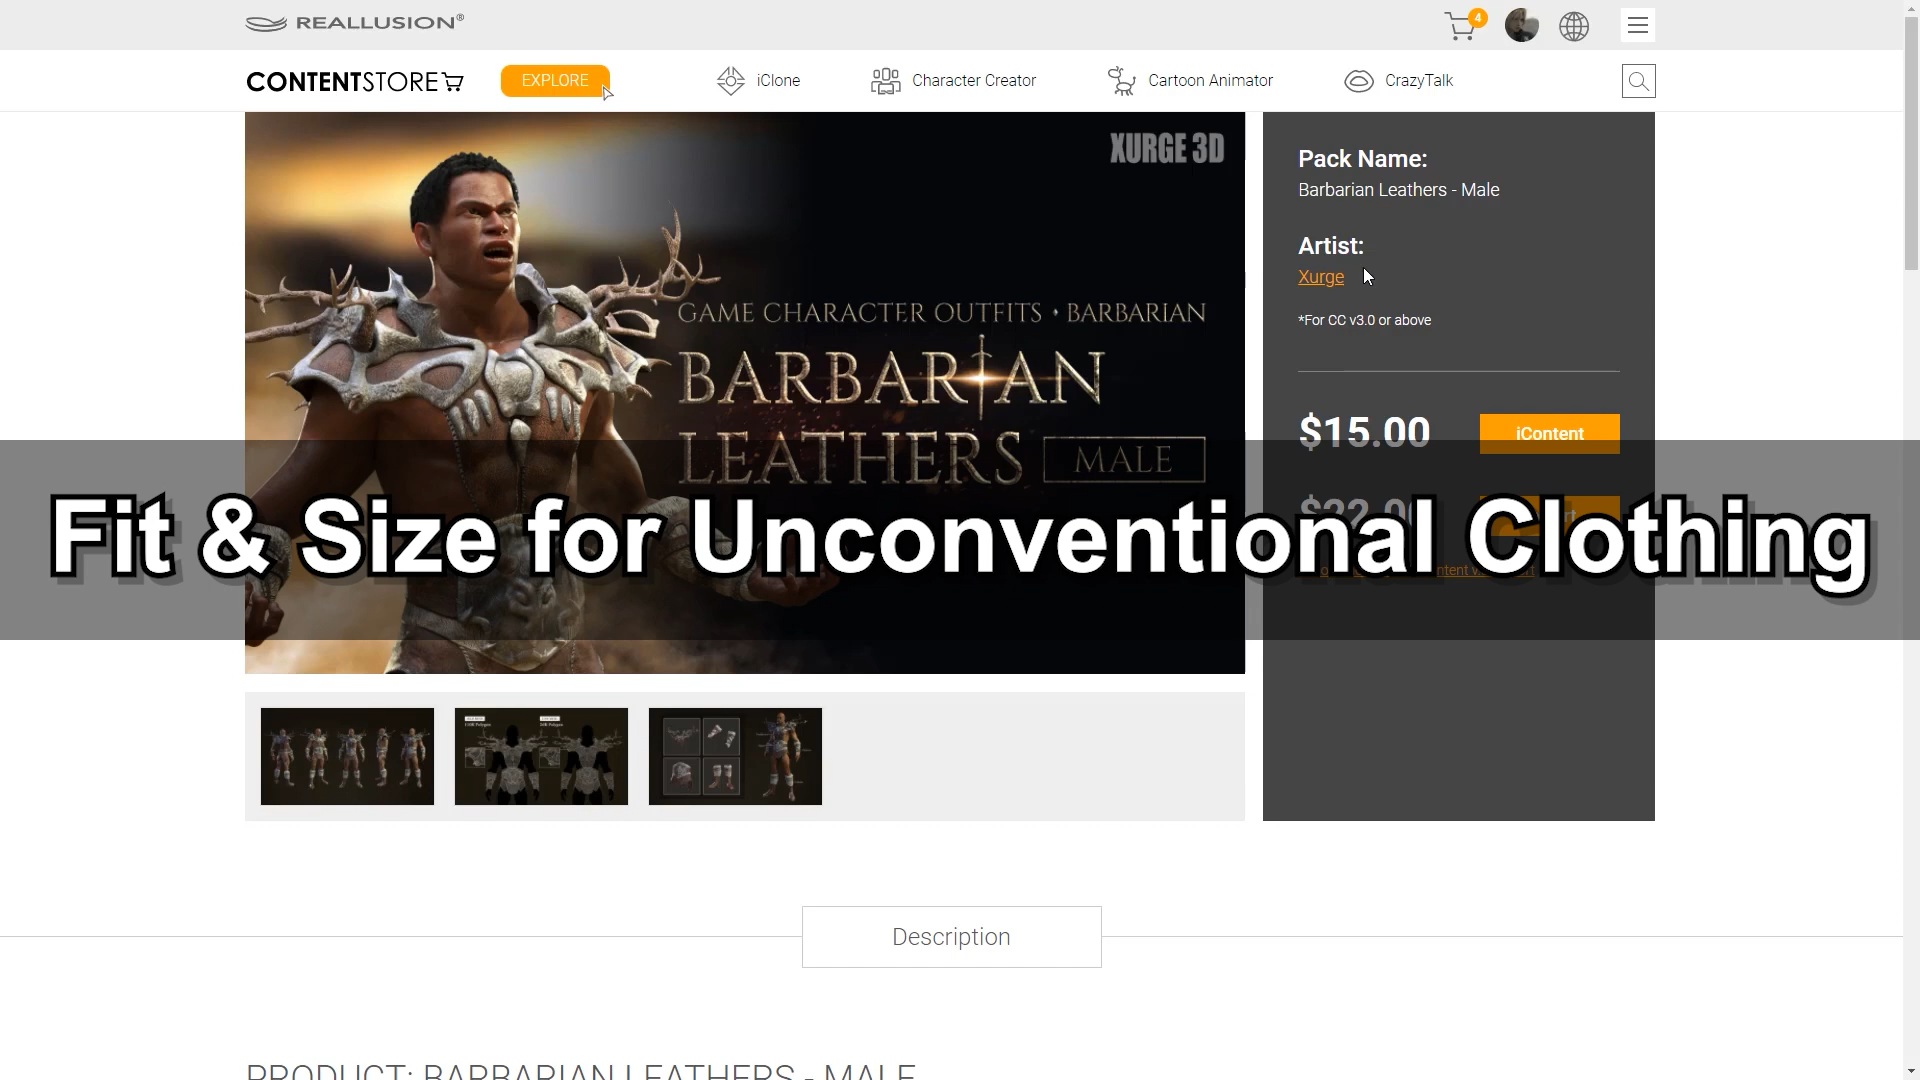 REALLUSION®
4
CONTENTSTORE
EXPLORE
iClone
Character Creator
Cartoon Animator
CrazyTalk
XURGE 3D
GAME CHARACTER OUTFITS • BARBARIAN
BARBARIAN
LEATHERS
MALE
Pack Name:
Barbarian Leathers - Male
Artist:
Xurge
*For CC v3.0 or above
$15.00
iContent
$22.00
Fit & Size for Unconventional Clothing
Description
PRODUCT: BARBARIAN LEATHERS - MALE